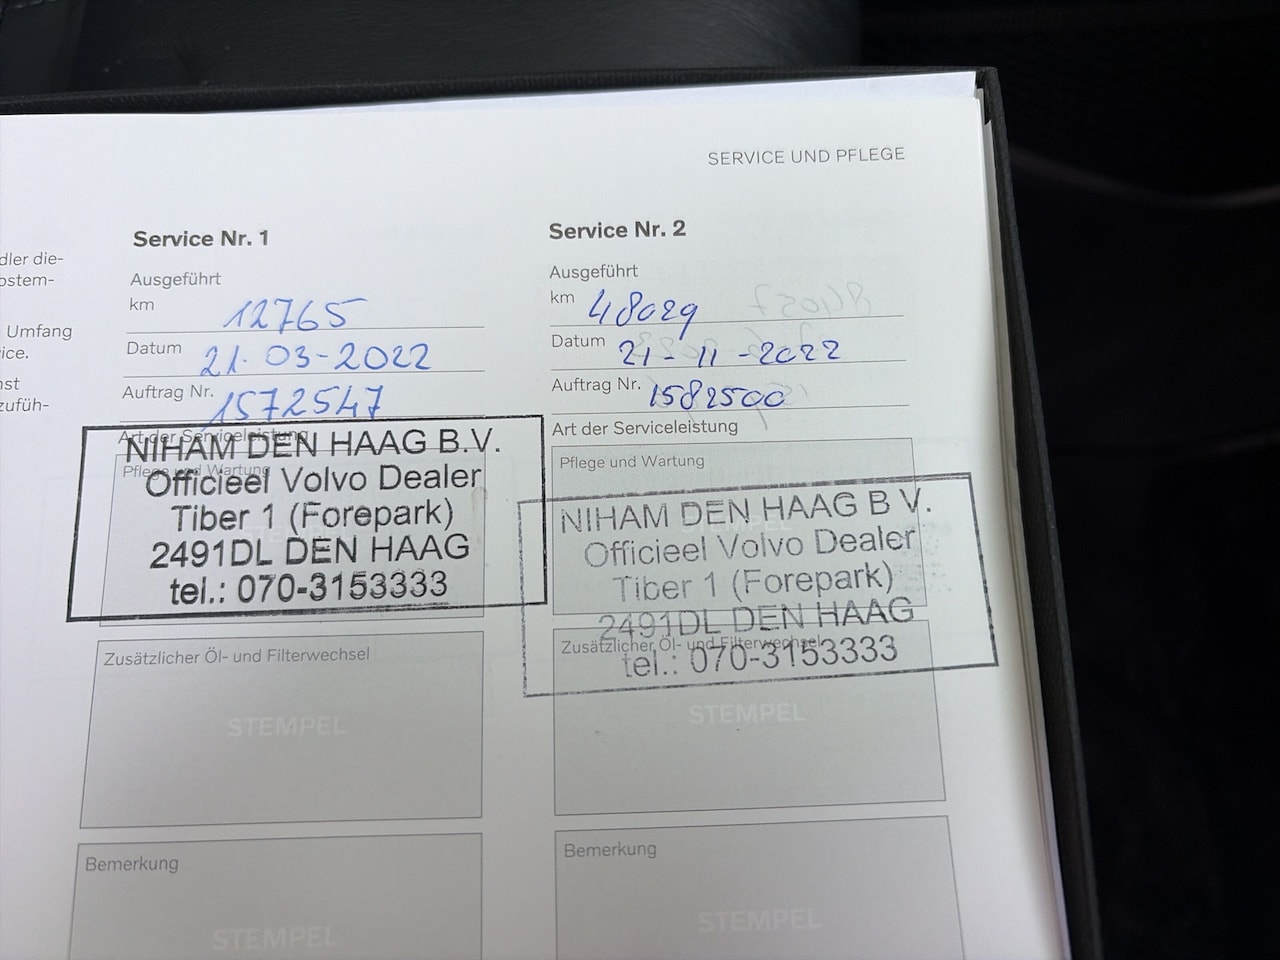 SERVICE UND PFLEGE
dler die-
ostem-
Umfang
ice.
nst
zufüh-
Service Nr. 1
Ausgeführt
km 12765
Datum 21-03-2022
Auftrag Nr. 1572547
Art der Serviceleistung
Pflege und Wartung
NIHAM DEN HAAG B.V.
Officieel Volvo Dealer
Tiber 1 (Forepark)
2491DL DEN HAAG
tel.: 070-3153333
Zusätzlicher Öl- und Filterwechsel
STEMPEL
Bemerkung
STEMPEL
Service Nr. 2
Ausgeführt
km 48029
Datum 21-11-2022
Auftrag Nr. 1582500
Art der Serviceleistung
Pflege und Wartung
STEMPEL
NIHAM DEN HAAG B V.
Officieel Volvo Dealer
Tiber 1 (Forepark)
2491DL DEN HAAG
tel.: 070-3153333
Zusätzlicher Öl- und Filterwechsel
STEMPEL
Bemerkung
STEMPEL